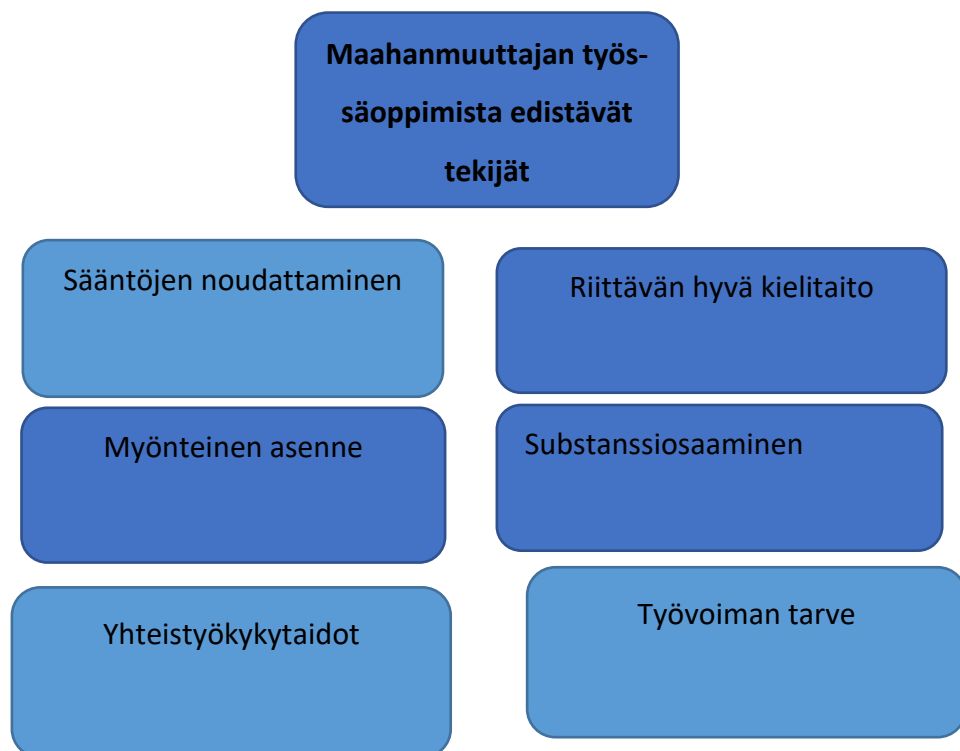 Maahanmuuttajan työs-
säoppimista edistävät
tekijät
Sääntöjen noudattaminen
Riittävän hyvä kielitaito
Myönteinen asenne
Substanssiosaaminen
Yhteistyökykytaidot
Työvoiman tarve